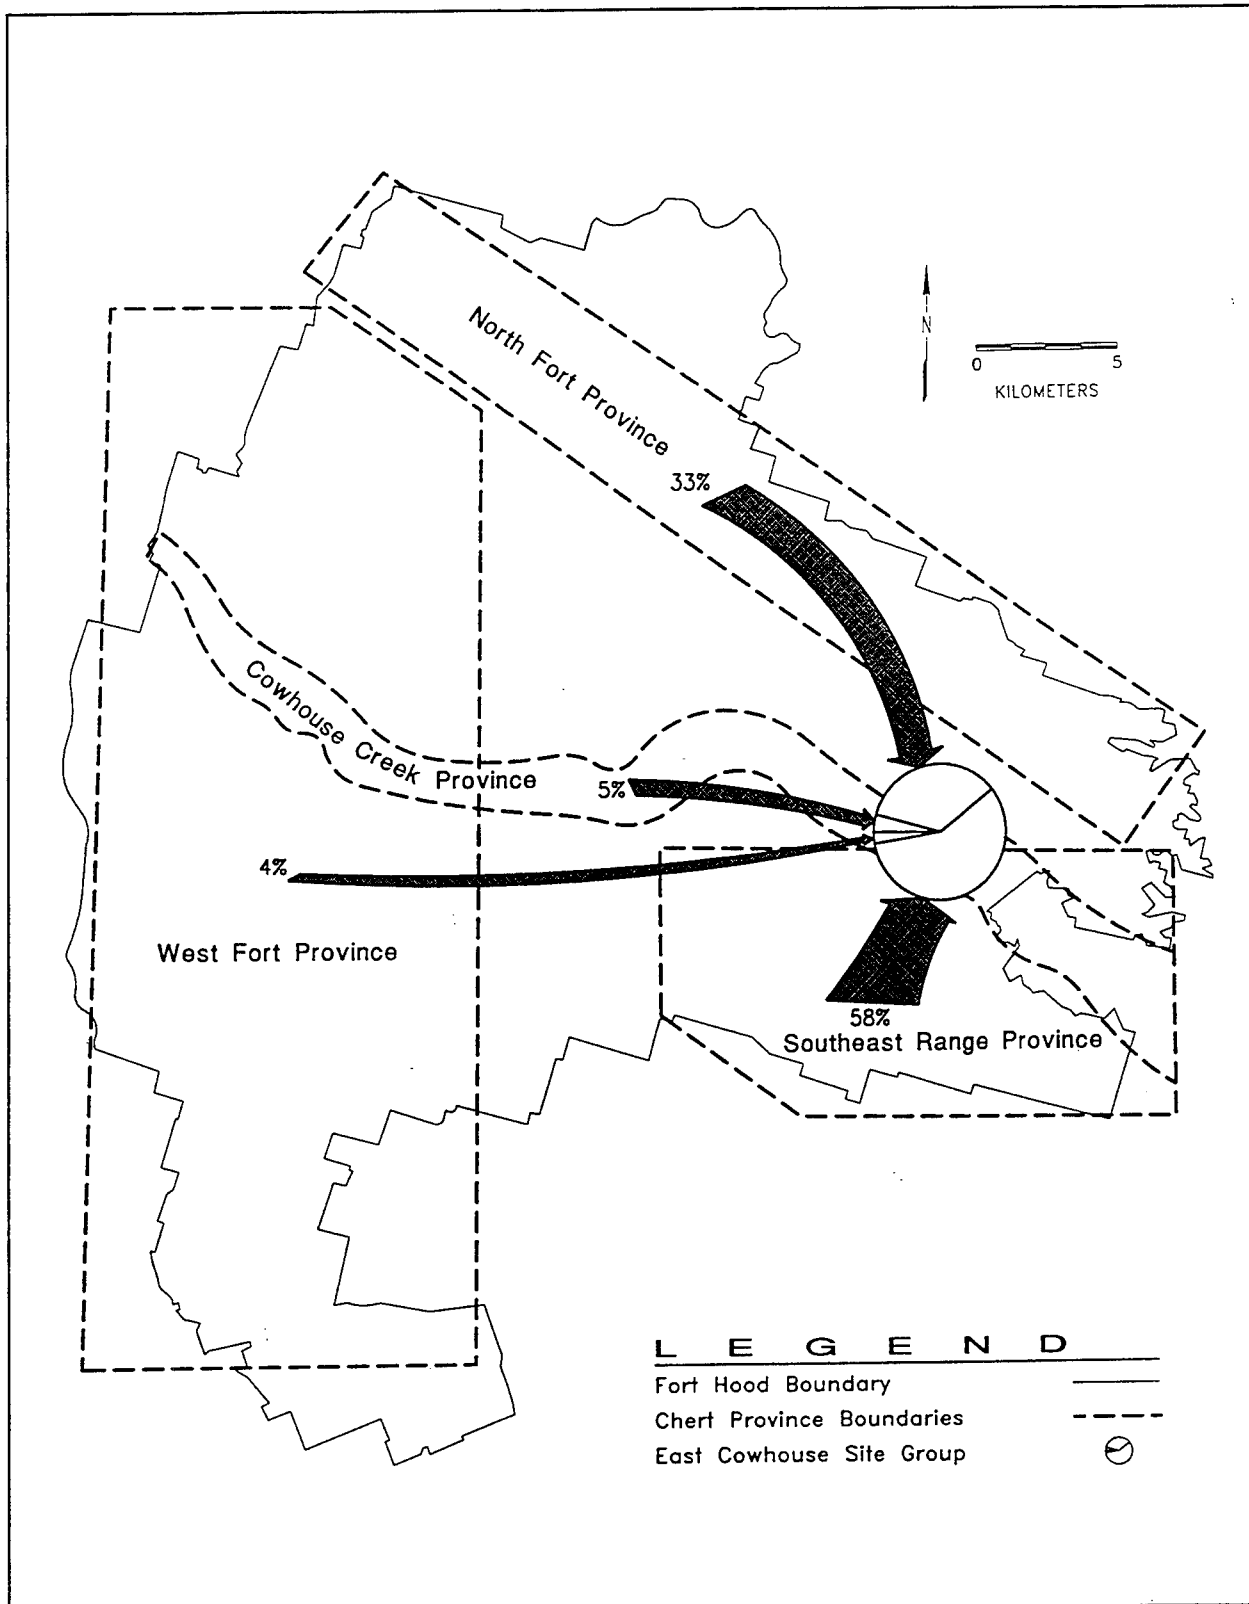 North Fort Province
N
0 5
KILOMETERS
33%
Cowhouse Creek Province
5%
4%
West Fort Province
58%
Southeast Range Province
LEGEND
Fort Hood Boundary
Chert Province Boundaries
East Cowhouse Site Group